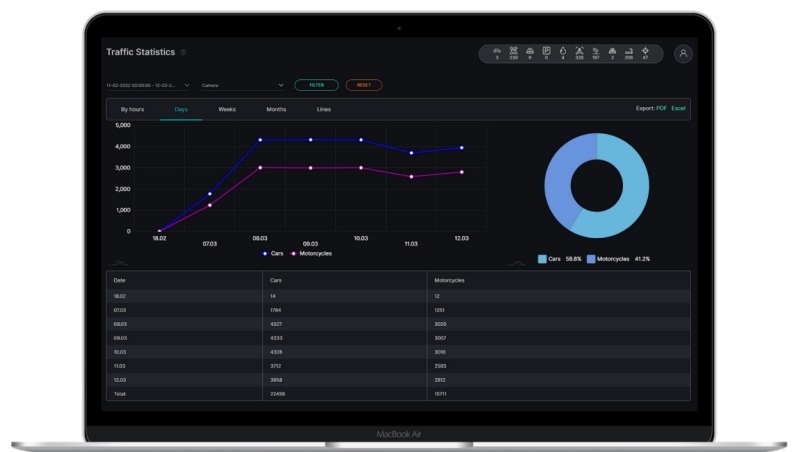 Traffic Statistics
3 239 9 0 4 320 197 2 206 47
11-02-2022 00:00:00 - 12-03-2... Camera FILTER RESET
By hours Days Weeks Months Lines Export: PDF Excel
5,000
4,000
3,000
2,000
1,000
0
18.02 07.03 08.03 09.03 10.03 11.03 12.03
Cars Motorcycles
Cars 58.8% Motorcycles 41.2%
Date Cars Motorcycles
18.02 14 12
07.03 1784 1251
08.03 4327 3020
09.03 4333 3007
10.03 4328 3016
11.03 3712 2593
12.03 3958 2812
Total 22456 15711
MacBook Air